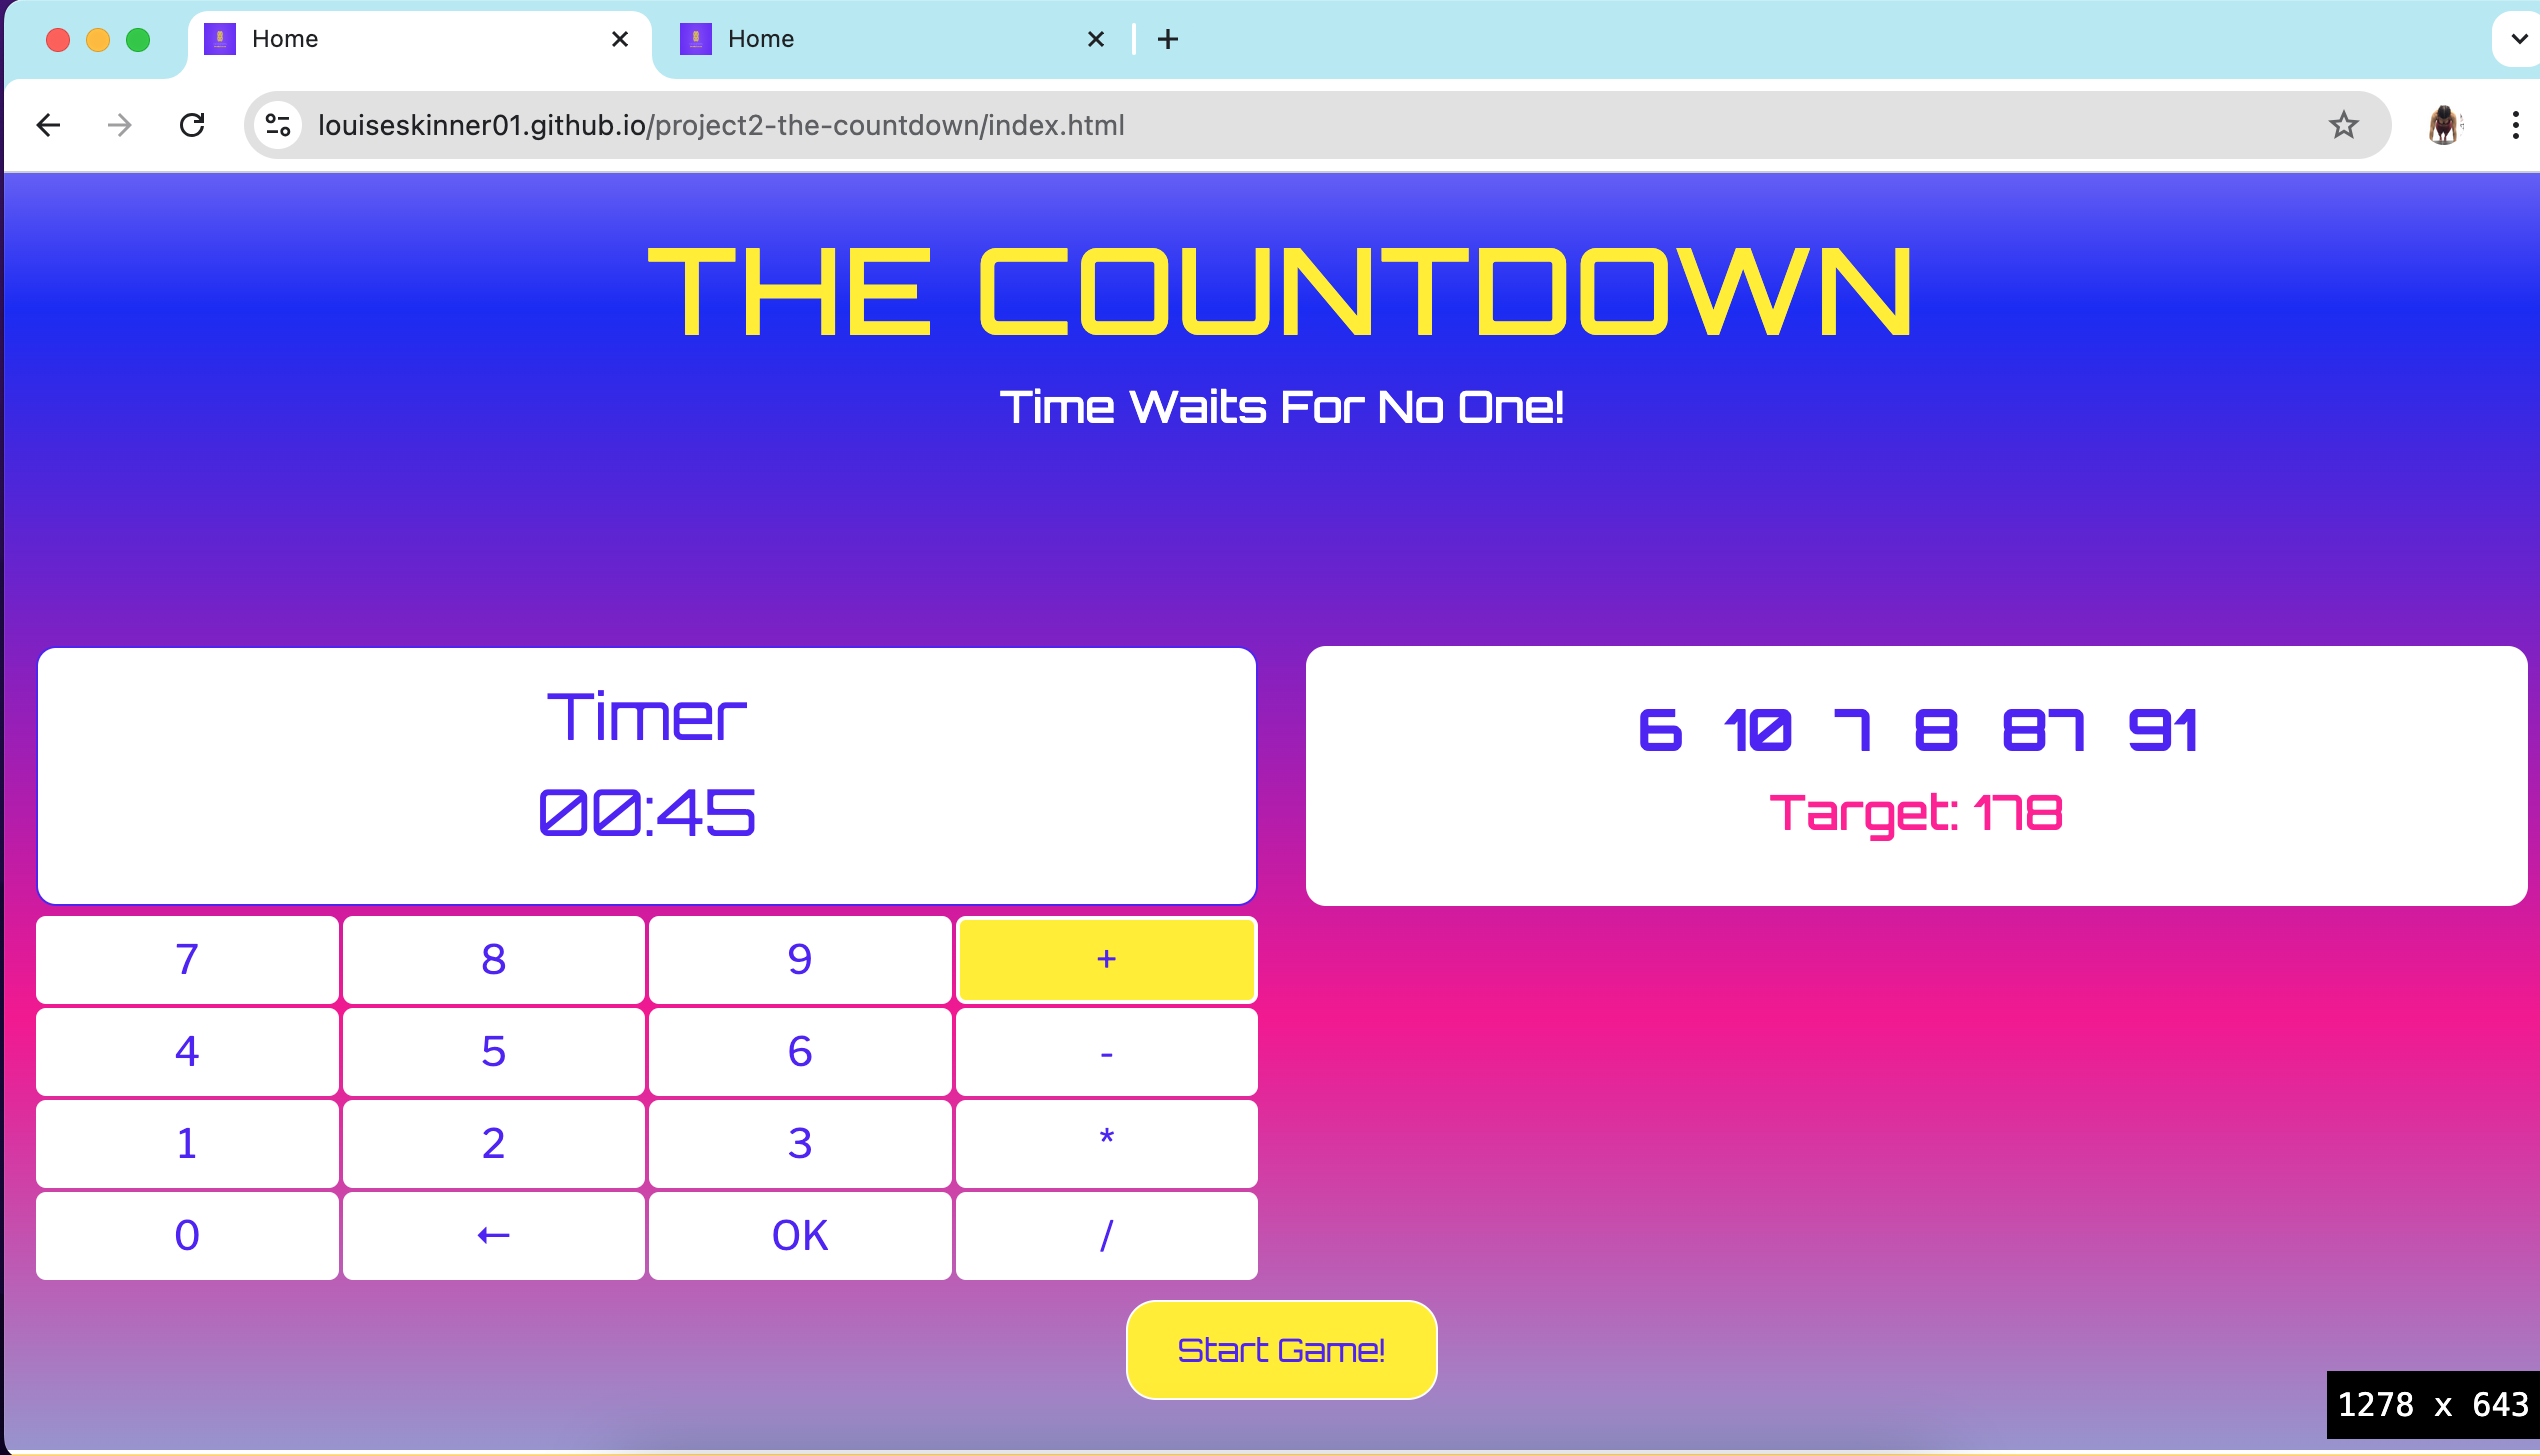 Home
Home
louiseskinner01.github.io/project2-the-countdown/index.html
THE COUNTDOWN
Time Waits For No One!
Timer
00:45
6 10 7 8 87 91
Target: 178
7 8 9 +
4 5 6 -
1 2 3 *
0 ← OK /
Start Game!
1278 x 643